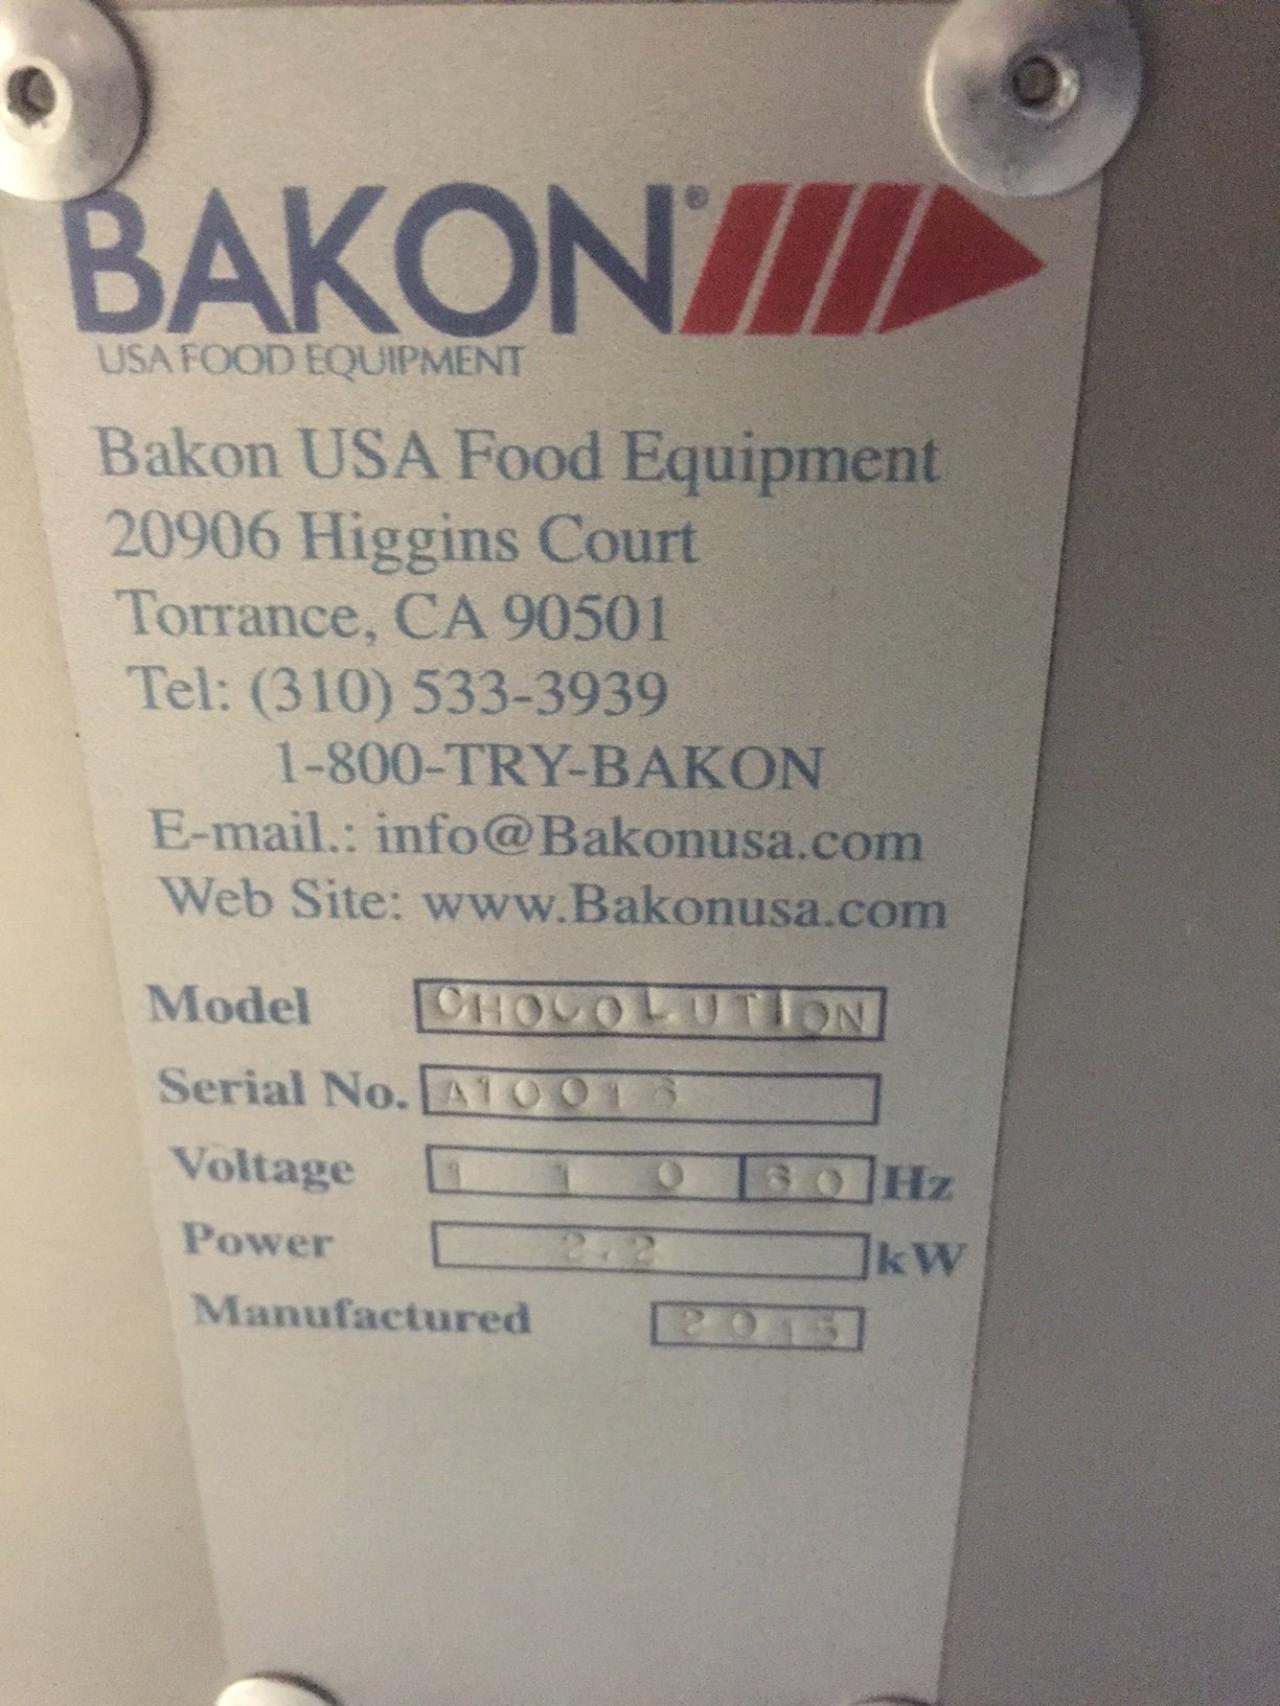 BAKON®
USA FOOD EQUIPMENT
Bakon USA Food Equipment
20906 Higgins Court
Torrance, CA 90501
Tel: (310) 533-3939
1-800-TRY-BAKON
E-mail.: info@Bakonusa.com
Web Site: www.Bakonusa.com
Model CHOCOLUTION
Serial No.
Voltage 110 60 Hz
Power 2.2 kW
Manufactured 2015